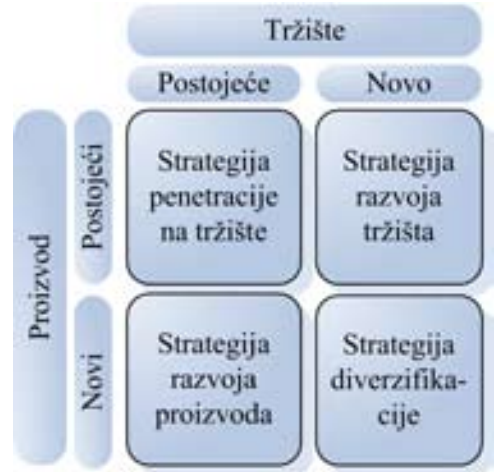 Tržište
Postojeće
Novo
Proizvod
Postojeći
Strategija
penetracije
na tržište
Strategija
razvoja
tržišta
Novi
Strategija
razvoja
proizvoda
Strategija
diverzifika-
cije